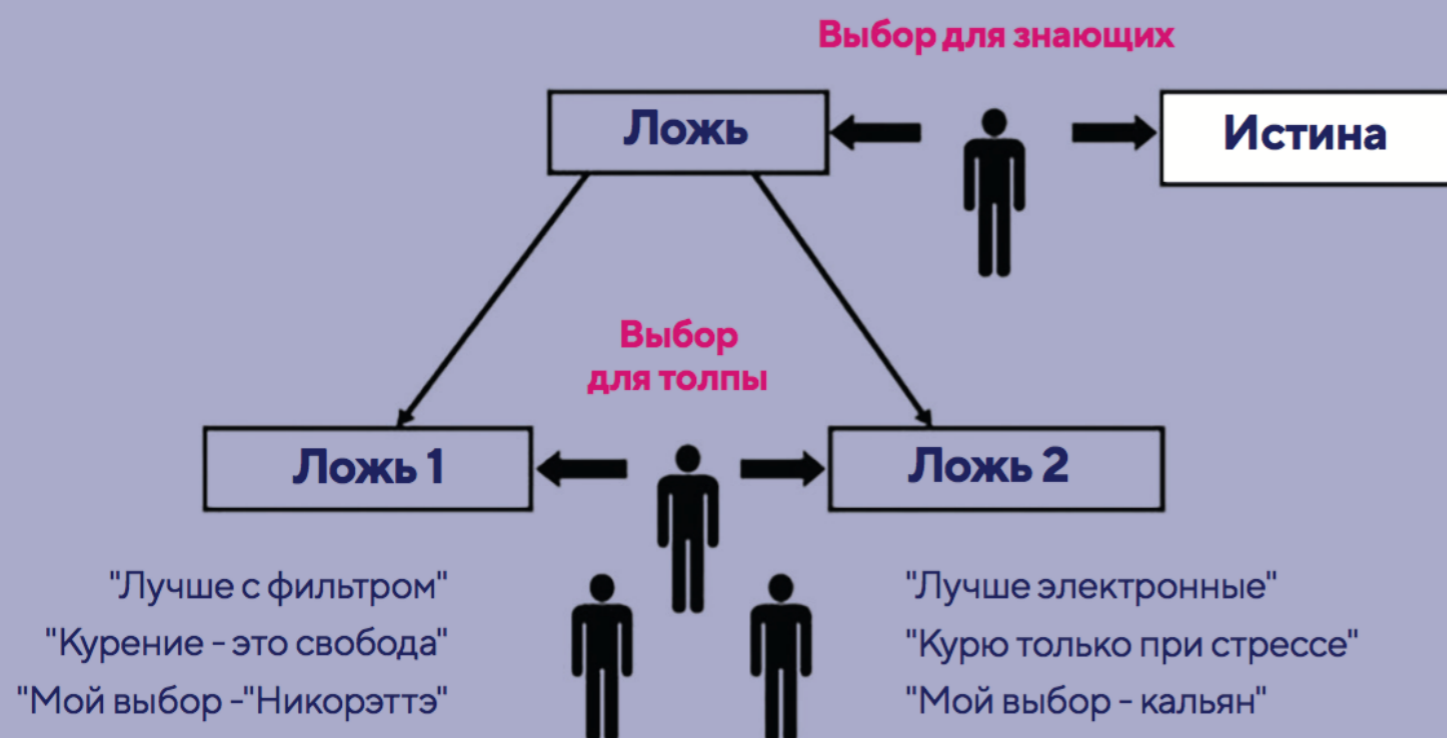 Выбор для знающих
Ложь
Истина
Выбор
для толпы
Ложь 1
Ложь 2
"Лучше с фильтром"
"Курение - это свобода"
"Мой выбор -"Никорэттэ"
"Лучше электронные"
"Курю только при стрессе"
"Мой выбор - кальян"